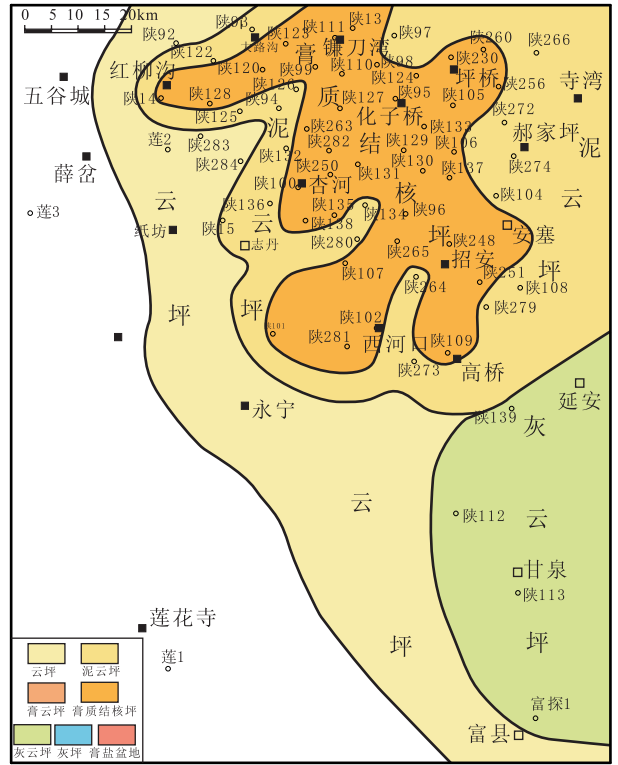 0 5 10 15 20km
陕93
陕13
陕92
陕123
陕111
陕97
陕260
大路沟
膏
镰刀湾
陕266
陕122
陕110
陕98
陕230
红柳沟
陕120
陕99
陕124
坪桥
五谷城
陕14
陕128
陕126
质
陕127
陕95
陕105
陕256
寺湾
陕94
化子桥
陕272
陕125
泥
陕263
陕133
郝家坪
泥
莲2
陕283
陕282
结
陕129
陕106
陕284
陕132
陕250
陕131
陕130
陕137
陕274
薛岔
陕100
杏河
核
陕104
云
云
莲3
陕136
陕135
陕134
陕96
纸坊
陕15
云
陕138
坪
安塞
志丹
陕280
陕265
陕248
陕107
招安
坪
陕264
陕251
陕108
坪
坪
陕102
陕279
陕101
陕281
西河口
陕109
陕273
高桥
永宁
延安
陕139
灰
云
陕112
云
甘泉
陕113
莲花寺
坪
坪
莲1
富探1
富县
云坪
泥云坪
膏云坪
膏质结核坪
灰云坪
灰坪
膏盐盆地